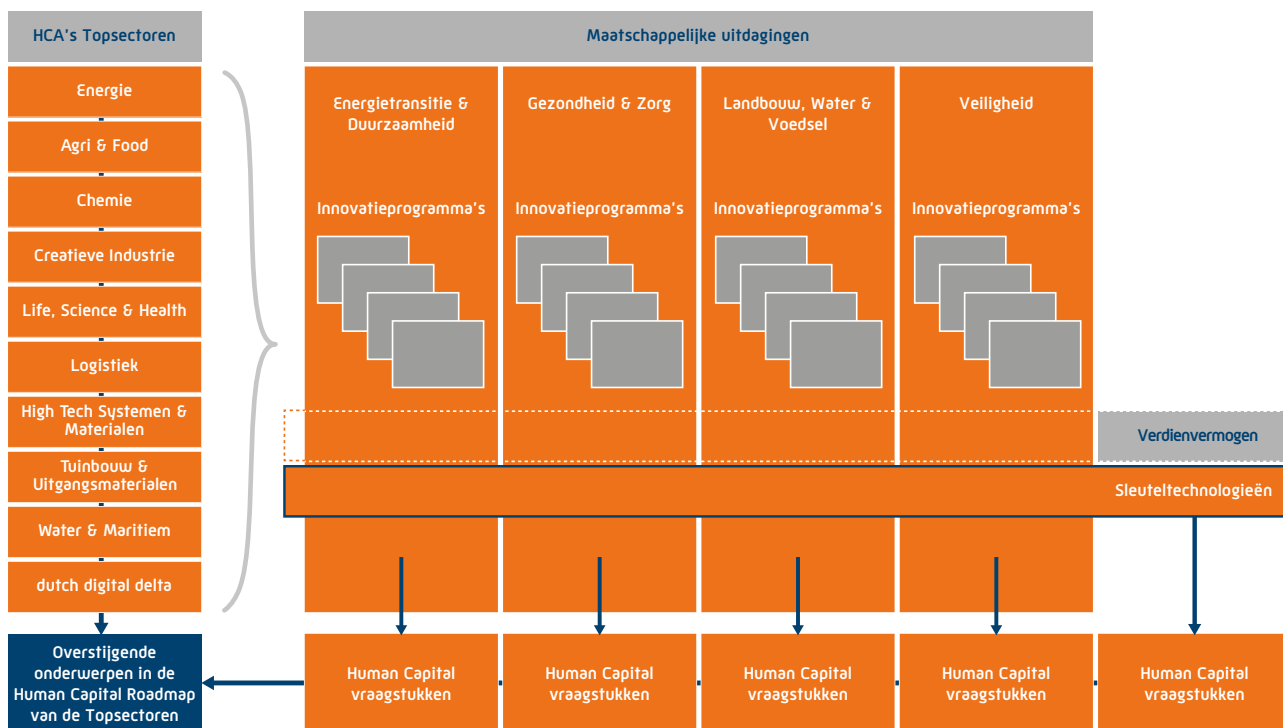 HCA's Topsectoren
Energie
Agri & Food
Chemie
Creatieve Industrie
Life, Science & Health
Logistiek
High Tech Systemen &
Materialen
Tuinbouw &
Uitgangsmaterialen
Water & Maritiem
dutch digital delta
Overstijgende
onderwerpen in de
Human Capital Roadmap
van de Topsectoren
Maatschappelijke uitdagingen
Energietransitie &
Duurzaamheid
Innovatieprogramma's
Gezondheid & Zorg
Innovatieprogramma's
Landbouw, Water &
Voedsel
Innovatieprogramma's
Veiligheid
Innovatieprogramma's
Verdienvermogen
Sleuteltechnologieën
Human Capital
vraagstukken
Human Capital
vraagstukken
Human Capital
vraagstukken
Human Capital
vraagstukken
Human Capital
vraagstukken